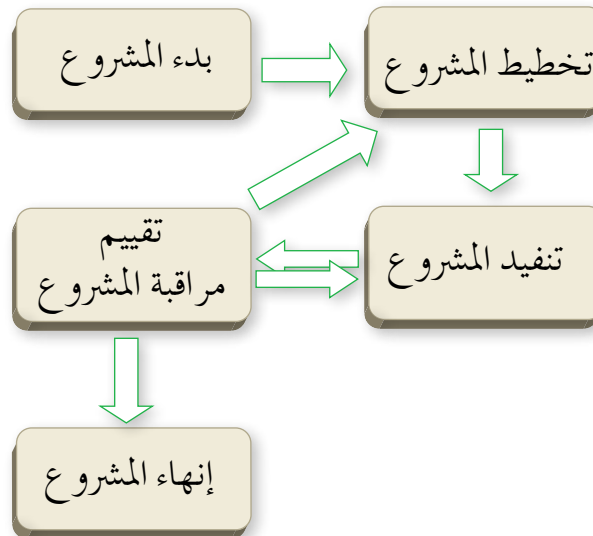 بدء المشروع
تخطيط المشروع
تقييم
مراقبة المشروع
تنفيد المشروع
إنهاء المشروع